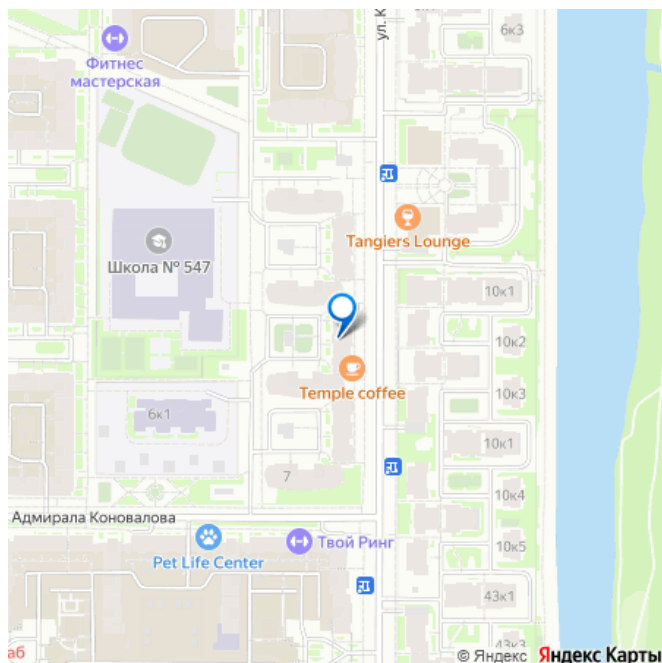 ул. К
6к3
Фитнес
мастерская
Tangiers Lounge
Школа № 547
10к1
10к2
Temple coffee
10к3
6к1
10к1
7
10к4
Адмирала Коновалова
Твой Ринг
10к5
Pet Life Center
43к1
43к3
аб
© Яндекс Яндекс Карты